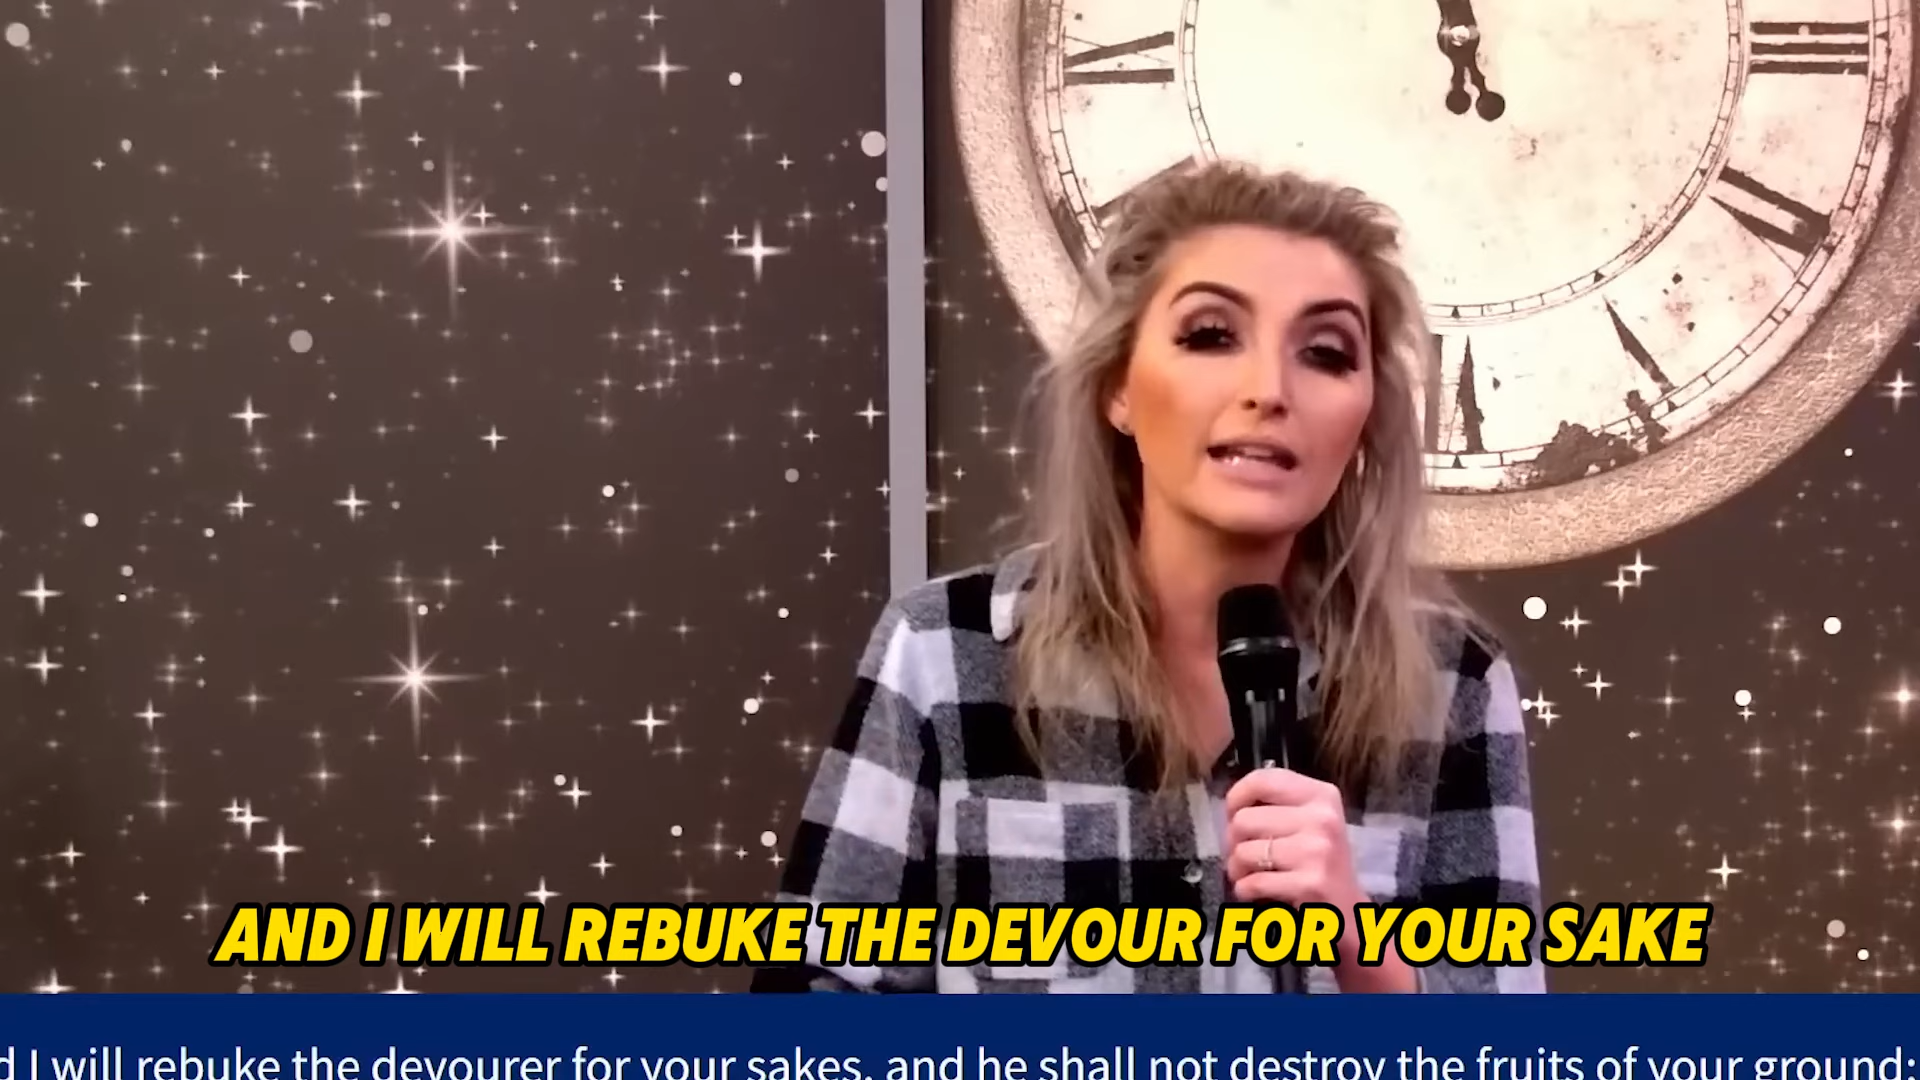 AND I WILL REBUKE THE DEVOUR FOR YOUR SAKE
d I will rebuke the devourer for your sakes, and he shall not destroy the fruits of your ground;